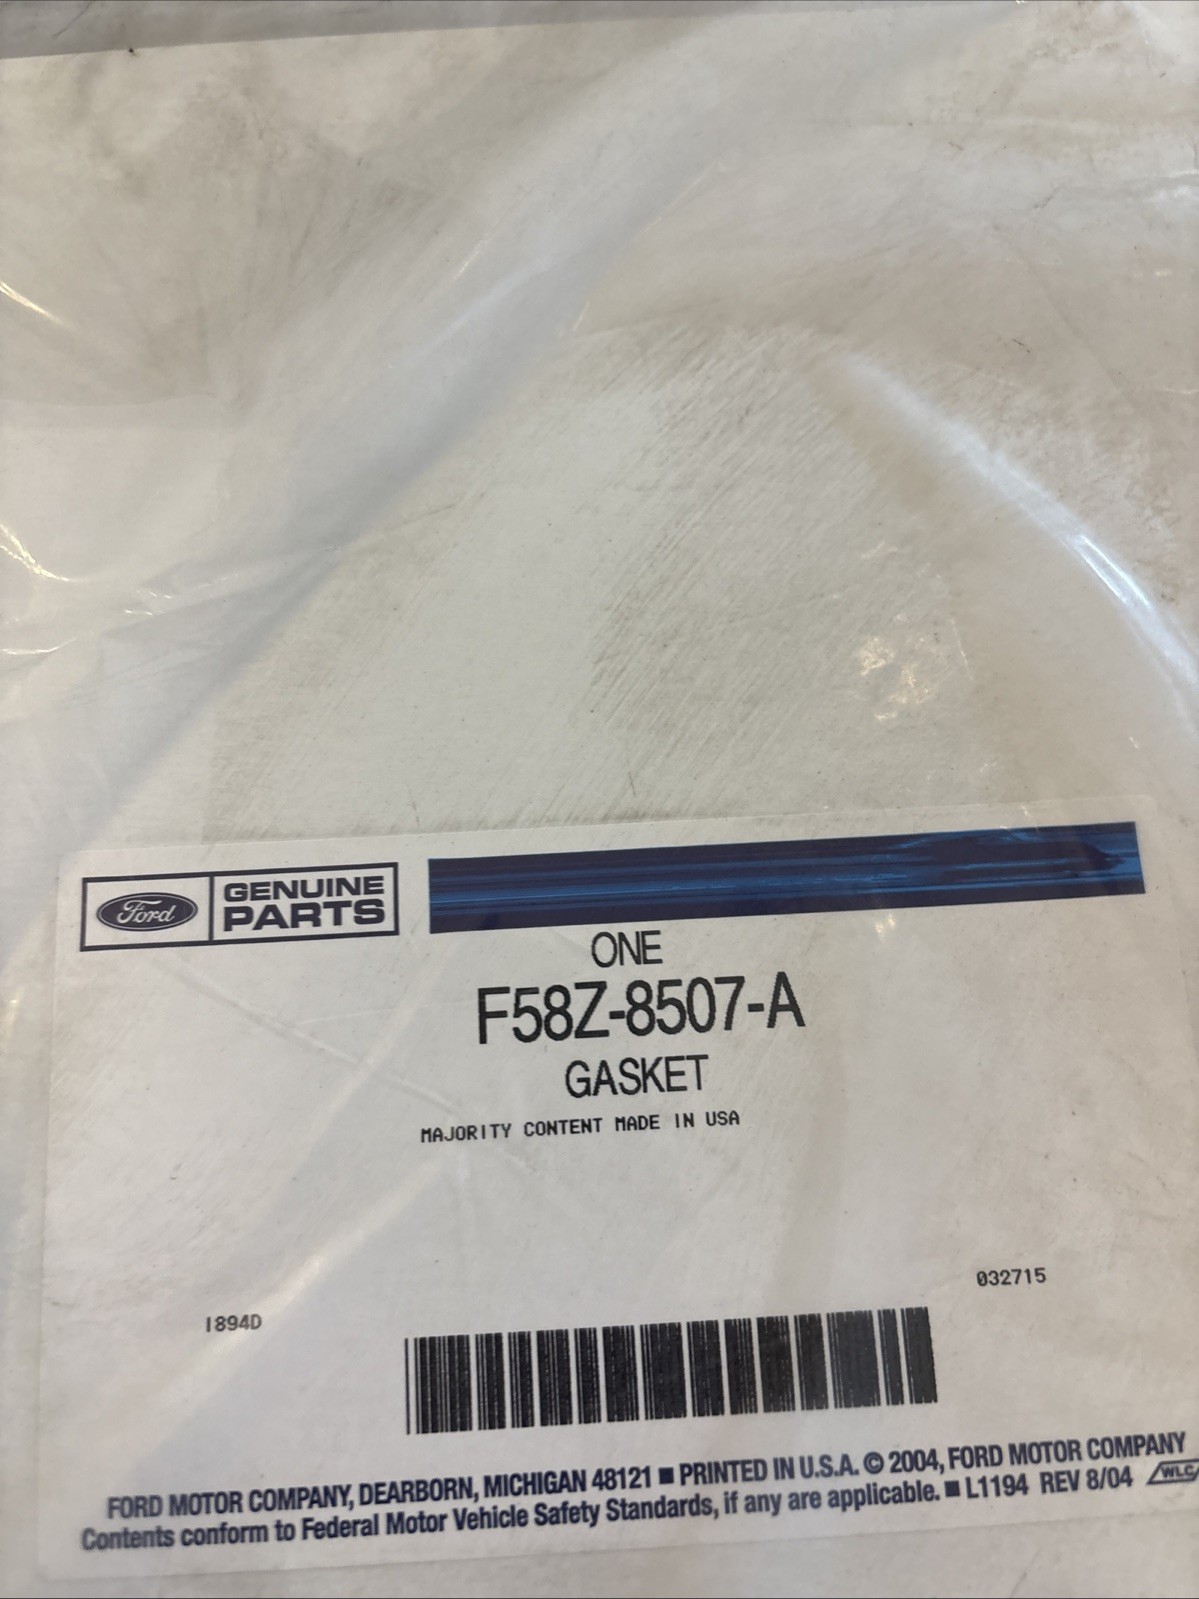 Ford
GENUINE
PARTS
ONE
F58Z-8507-A
GASKET
MAJORITY CONTENT MADE IN USA
032715
1894D
FORD MOTOR COMPANY, DEARBORN, MICHIGAN 48121 ■ PRINTED IN U.S.A. © 2004, FORD MOTOR COMPANY
Contents conform to Federal Motor Vehicle Safety Standards, if any are applicable. ■ L1194 REV 8/04 WLC